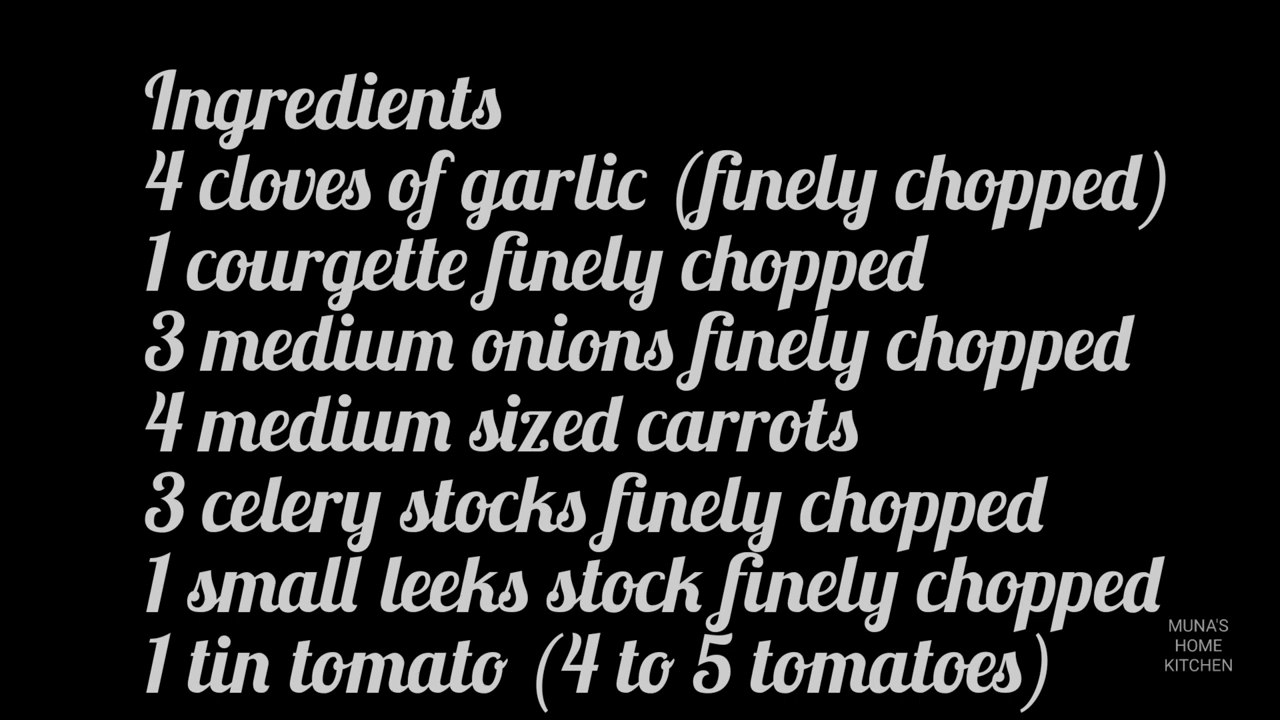 Ingredients
4 cloves of garlic (finely chopped)
1 courgette finely chopped
3 medium onions finely chopped
4 medium sized carrots
3 celery stocks finely chopped
1 small leeks stock finely chopped
1 tin tomato (4 to 5 tomatoes)
MUNA'S
HOME
KITCHEN